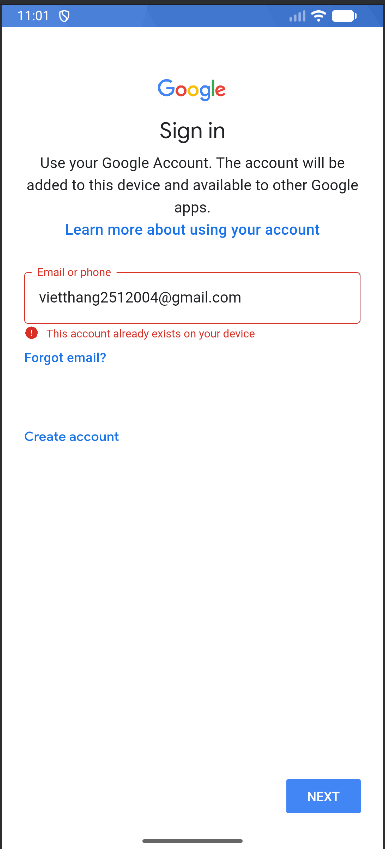 11:01
Google
Sign in
Use your Google Account. The account will be
added to this device and available to other Google
apps.
Learn more about using your account
Email or phone
vietthang2512004@gmail.com
This account already exists on your device
Forgot email?
Create account
NEXT